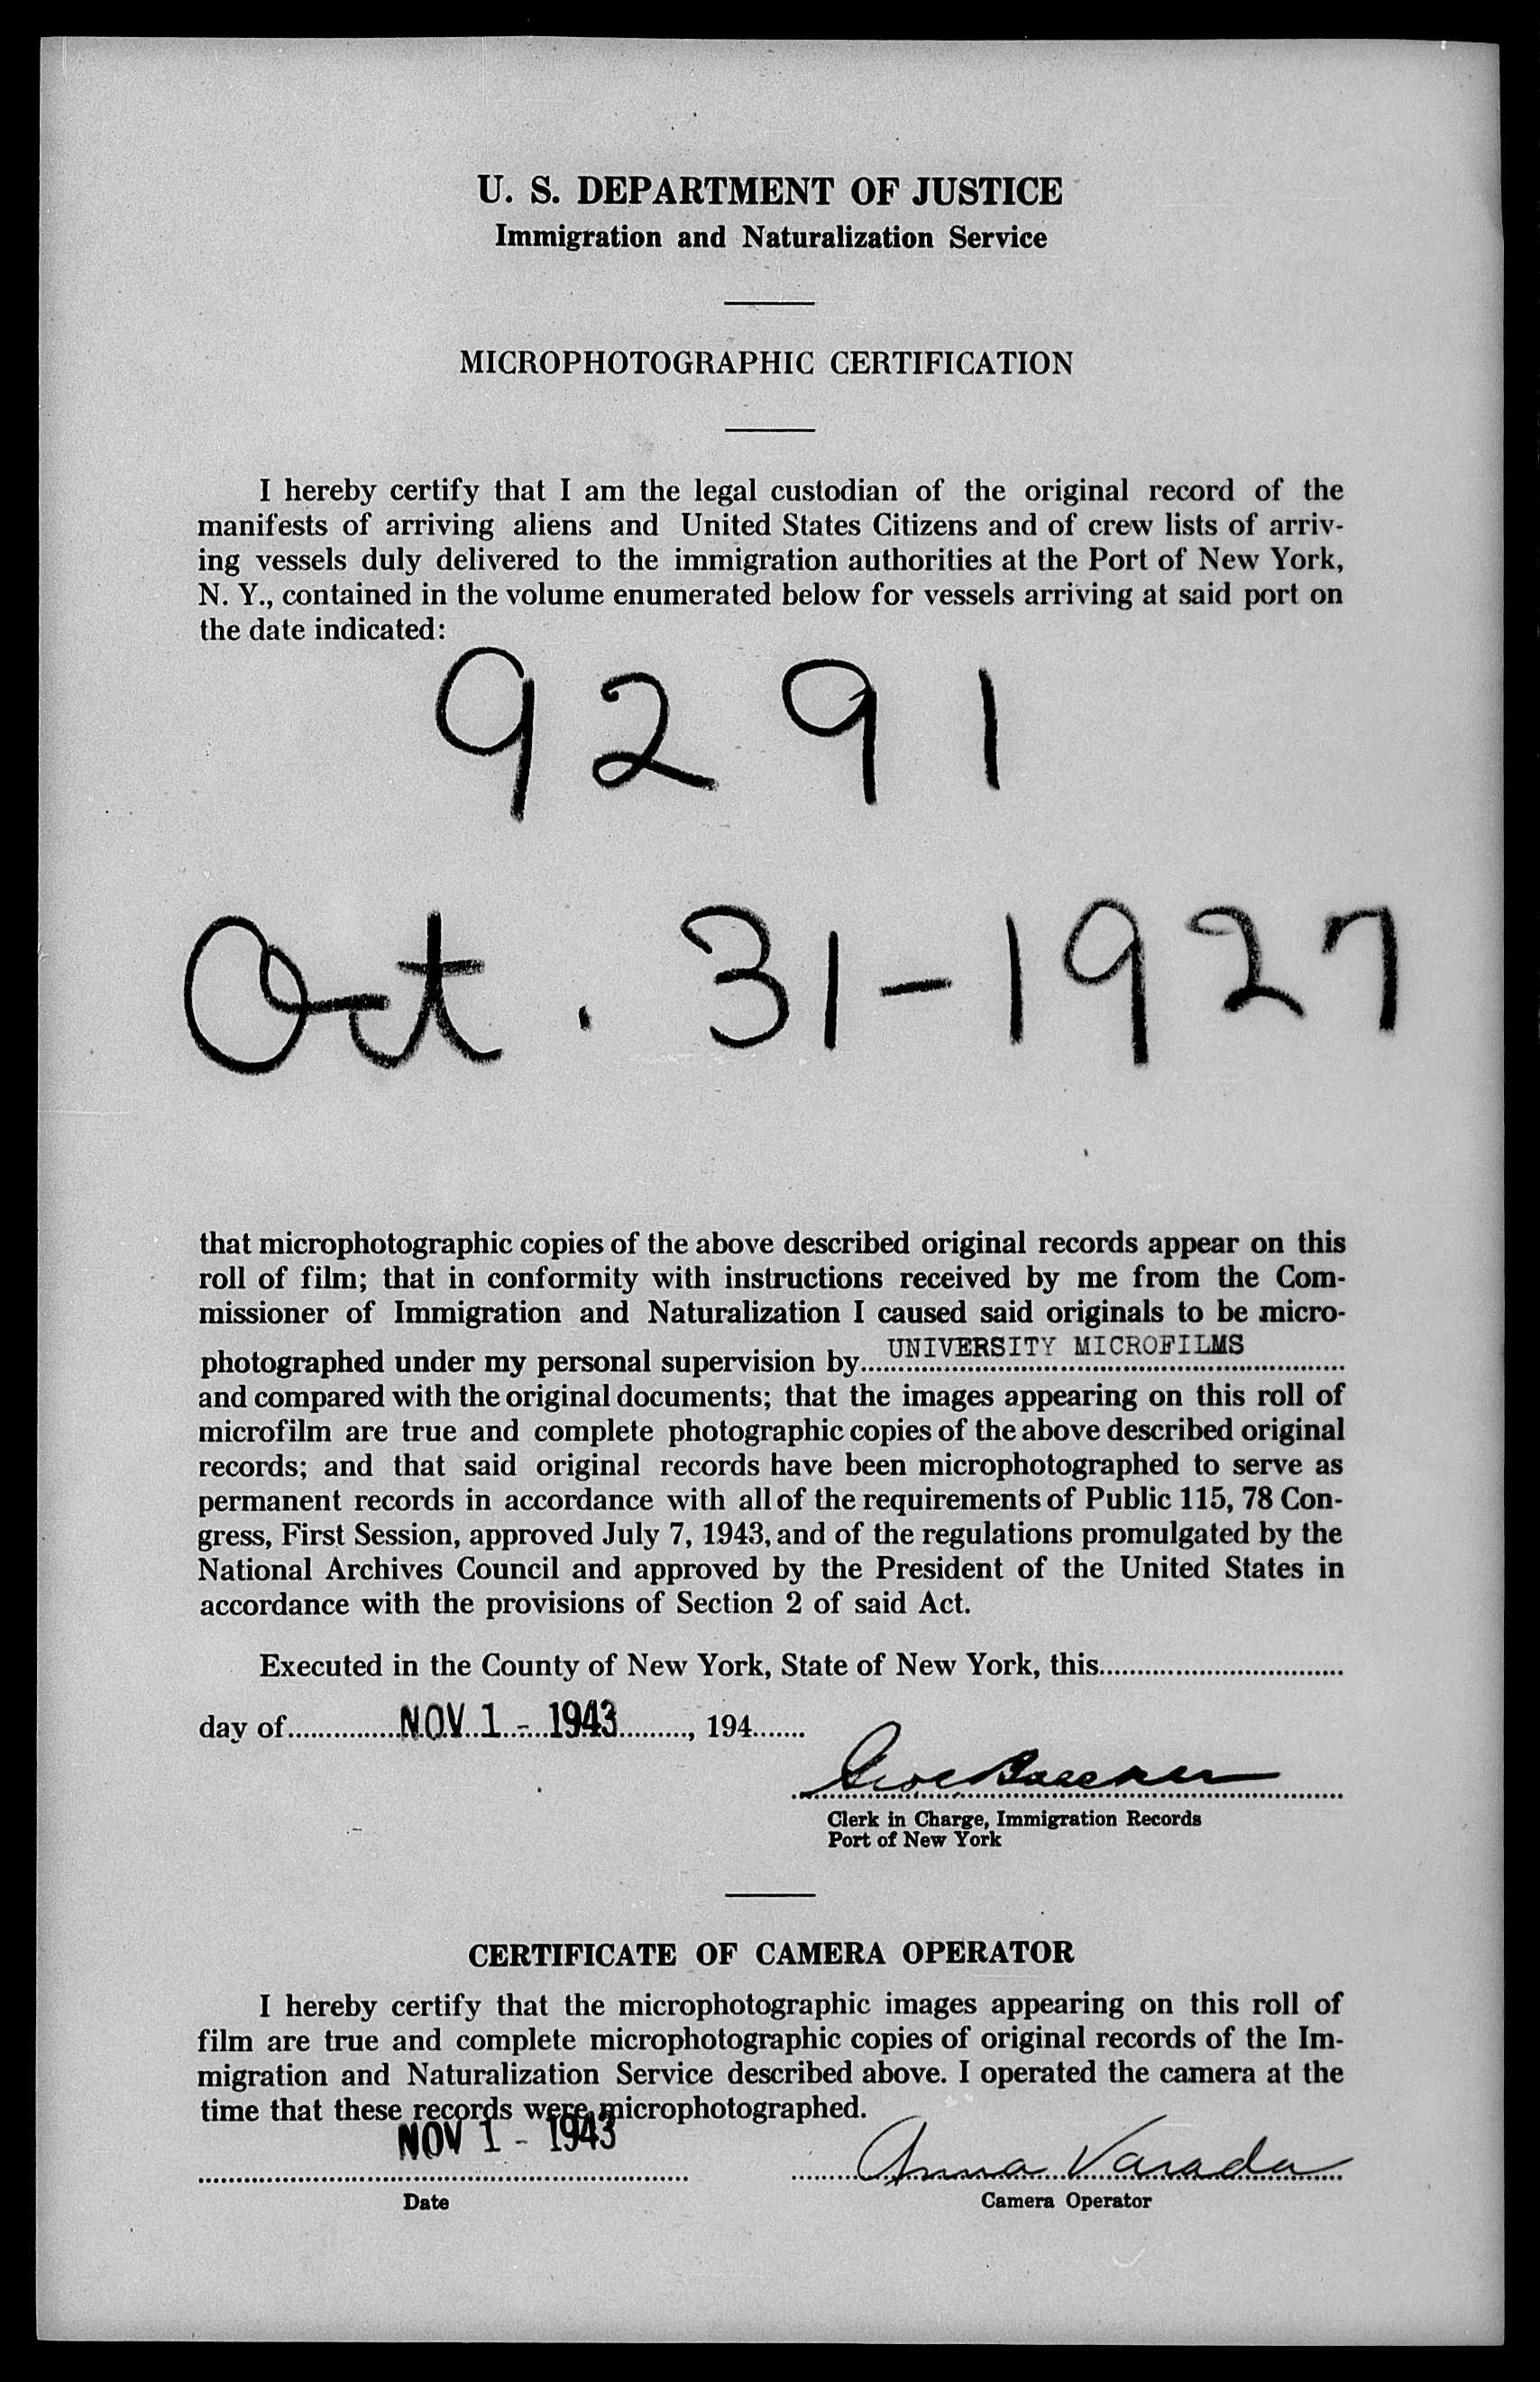 U. S. DEPARTMENT OF JUSTICE
Immigration and Naturalization Service
MICROPHOTOGRAPHIC CERTIFICATION
I hereby certify that I am the legal custodian of the original record of the
manifests of arriving aliens and United States Citizens and of crew lists of arriv-
ing vessels duly delivered to the immigration authorities at the Port of New York,
N. Y., contained in the volume enumerated below for vessels arriving at said port on
the date indicated:
9291
Oct. 31-1927
that microphotographic copies of the above described original records appear on this
roll of film; that in conformity with instructions received by me from the Com-
missioner of Immigration and Naturalization I caused said originals to be micro-
photographed under my personal supervision by UNIVERSITY MICROFILMS
and compared with the original documents; that the images appearing on this roll of
microfilm are true and complete photographic copies of the above described original
records; and that said original records have been microphotographed to serve as
permanent records in accordance with all of the requirements of Public 115, 78 Con-
gress, First Session, approved July 7, 1943, and of the regulations promulgated by the
National Archives Council and approved by the President of the United States in
accordance with the provisions of Section 2 of said Act.
Executed in the County of New York, State of New York, this
day of NOV 1 - 1943, 194
Clerk in Charge, Immigration Records
Port of New York
CERTIFICATE OF CAMERA OPERATOR
I hereby certify that the microphotographic images appearing on this roll of
film are true and complete microphotographic copies of original records of the Im-
migration and Naturalization Service described above. I operated the camera at the
time that these records were microphotographed.
NOV 1 - 1943 Anna Varada
Date Camera Operator